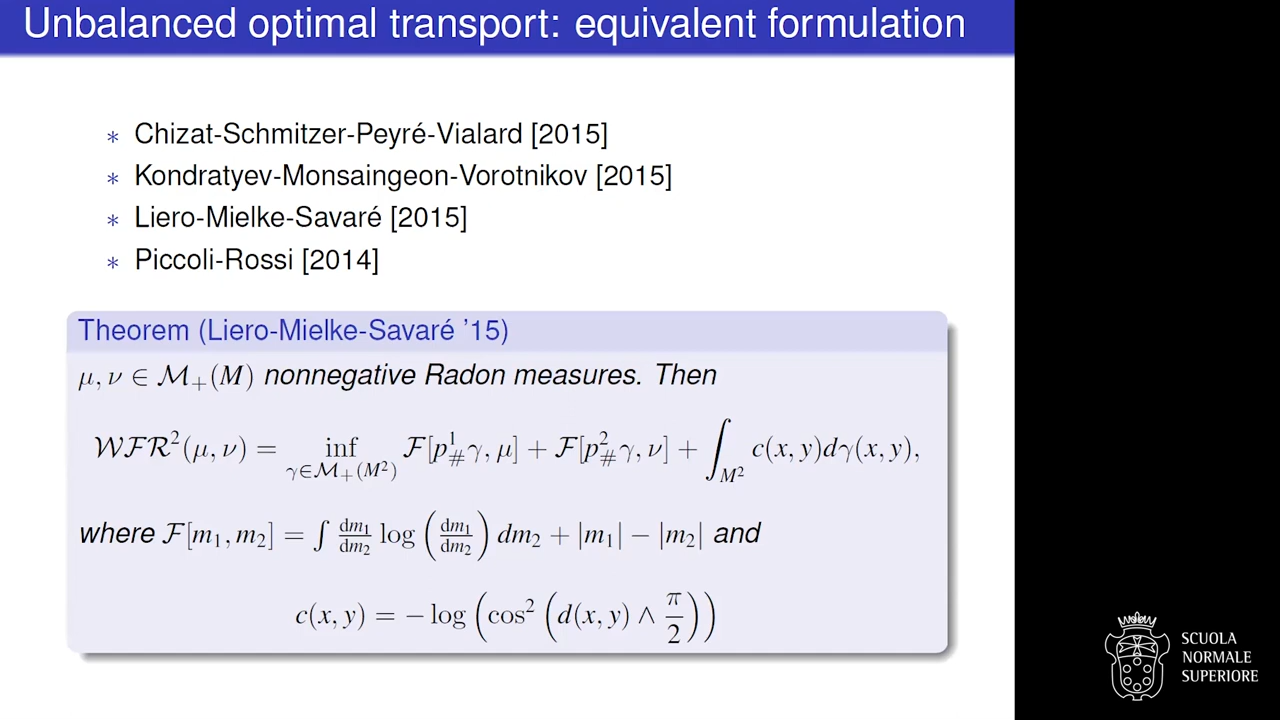 Unbalanced optimal transport: equivalent formulation
* Chizat-Schmitzer-Peyré-Vialard [2015]
* Kondratyev-Monsaingeon-Vorotnikov [2015]
* Liero-Mielke-Savaré [2015]
* Piccoli-Rossi [2014]
Theorem (Liero-Mielke-Savaré '15)
μ, ν ∈ ℳ₊(M) nonnegative Radon measures. Then
𝒲ℱℛ²(μ, ν) = inf_{γ∈ℳ₊(M²)} ℱ[p¹_#γ, μ] + ℱ[p²_#γ, ν] + ∫_{M²} c(x, y)dγ(x, y),
where ℱ[m₁, m₂] = ∫ dm₁/dm₂ log (dm₁/dm₂) dm₂ + |m₁| − |m₂| and
c(x, y) = − log (cos² (d(x, y) ∧ π/2))
SCUOLA
NORMALE
SUPERIORE